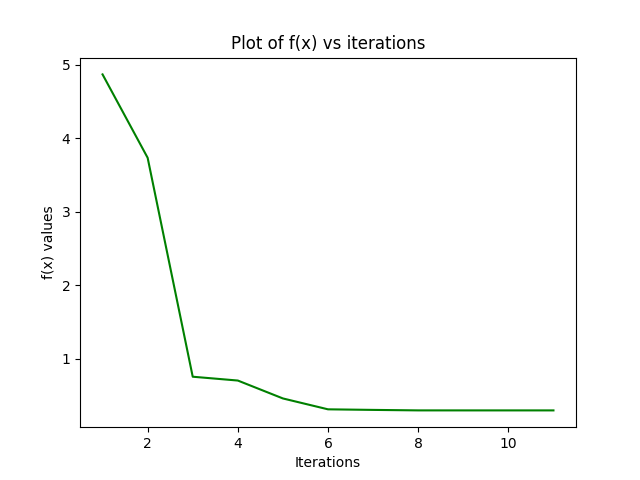 Plot of f(x) vs iterations
5
4
3
2
1
f(x) values
2 4 6 8 10
Iterations